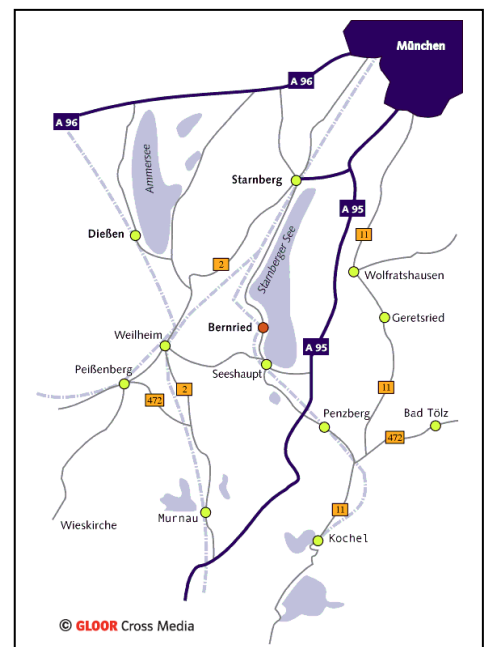 München
A 96
A 96
Ammersee
Starnberg
A 95
Dießen
11
2
Starnberger See
Wolfratshausen
Bernried
Geretsried
Weilheim
A 95
Seeshaupt
Peißenberg
2
11
472
Penzberg
Bad Tölz
472
11
Murnau
Wieskirche
Kochel
© GLOOR Cross Media